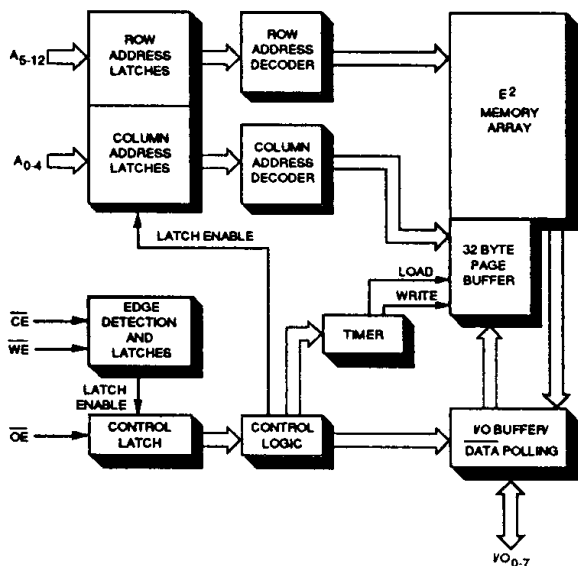 A5-12
ROW
ADDRESS
LATCHES
ROW
ADDRESS
DECODER
E2
MEMORY
ARRAY
A0-4
COLUMN
ADDRESS
LATCHES
COLUMN
ADDRESS
DECODER
LATCH ENABLE
32 BYTE
PAGE
BUFFER
LOAD
WRITE
TIMER
CE
WE
EDGE
DETECTION
AND
LATCHES
LATCH
ENABLE
OE
CONTROL
LATCH
CONTROL
LOGIC
I/O BUFFER/
DATA POLLING
I/O0-7